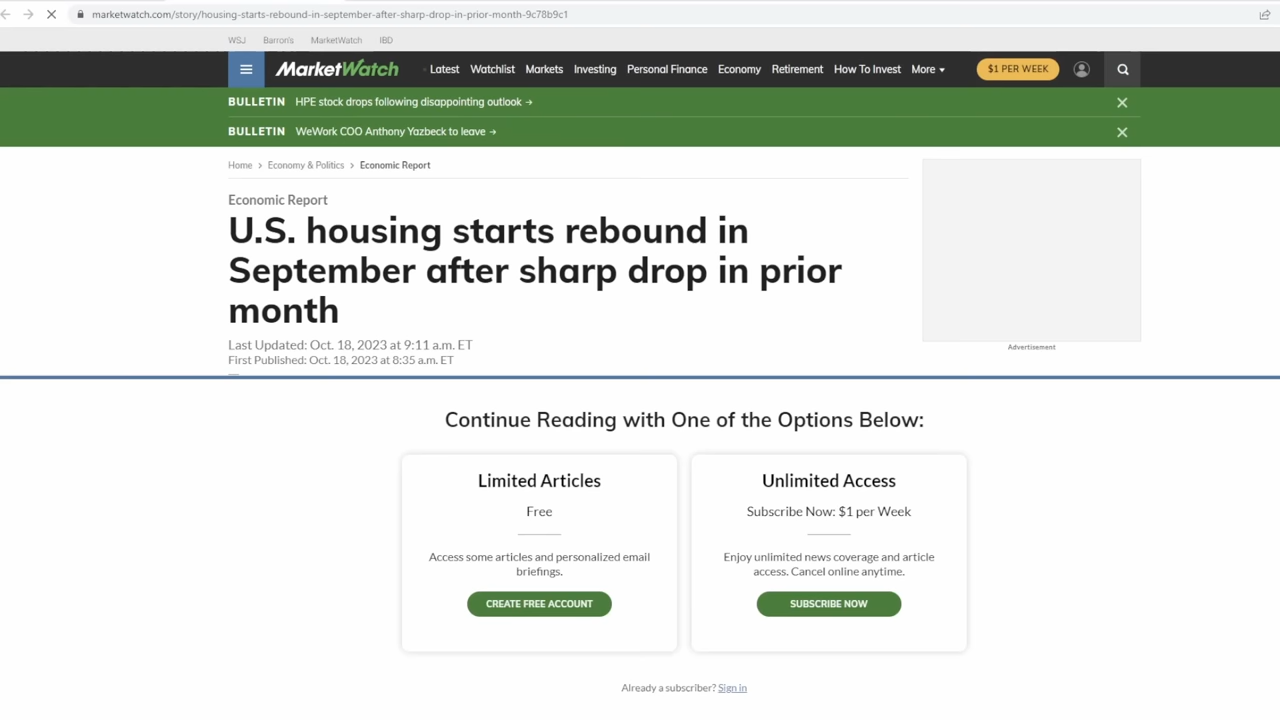 marketwatch.com/story/housing-starts-rebound-in-september-after-sharp-drop-in-prior-month-9c78b9c1
WSJ Barron's MarketWatch IBD
MarketWatch Latest Watchlist Markets Investing Personal Finance Economy Retirement How To Invest More $1 PER WEEK
BULLETIN HPE stock drops following disappointing outlook →
BULLETIN WeWork COO Anthony Yazbeck to leave →
Home > Economy & Politics > Economic Report
Economic Report
U.S. housing starts rebound in
September after sharp drop in prior
month
Last Updated: Oct. 18, 2023 at 9:11 a.m. ET
First Published: Oct. 18, 2023 at 8:35 a.m. ET
Advertisement
Continue Reading with One of the Options Below:
Limited Articles
Free
Access some articles and personalized email
briefings.
CREATE FREE ACCOUNT
Unlimited Access
Subscribe Now: $1 per Week
Enjoy unlimited news coverage and article
access. Cancel online anytime.
SUBSCRIBE NOW
Already a subscriber? Sign in